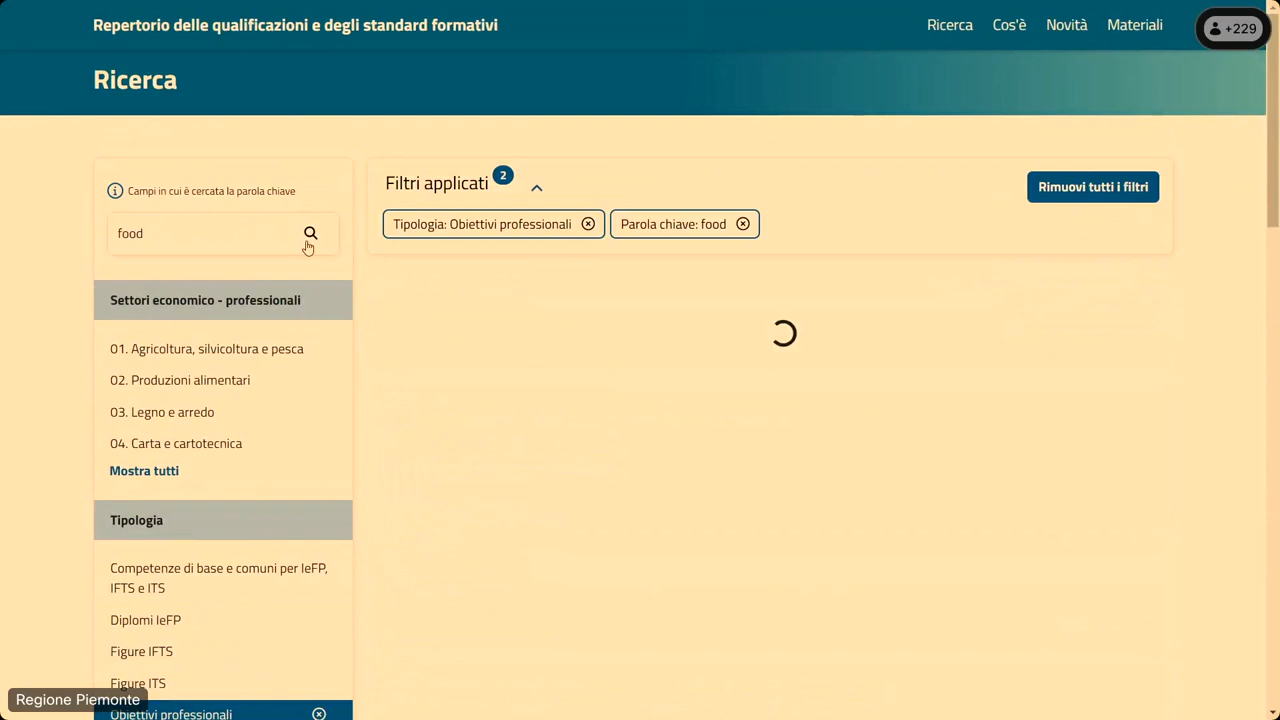 Repertorio delle qualificazioni e degli standard formativi
Ricerca Cos'è Novità Materiali
+229
Ricerca
Campi in cui è cercata la parola chiave
food
Filtri applicati 2
Rimuovi tutti i filtri
Tipologia: Obiettivi professionali
Parola chiave: food
Settori economico - professionali
01. Agricoltura, silvicoltura e pesca
02. Produzioni alimentari
03. Legno e arredo
04. Carta e cartotecnica
Mostra tutti
Tipologia
Competenze di base e comuni per IeFP,
IFTS e ITS
Diplomi IeFP
Figure IFTS
Figure ITS
Regione Piemonte
Obiettivi professionali